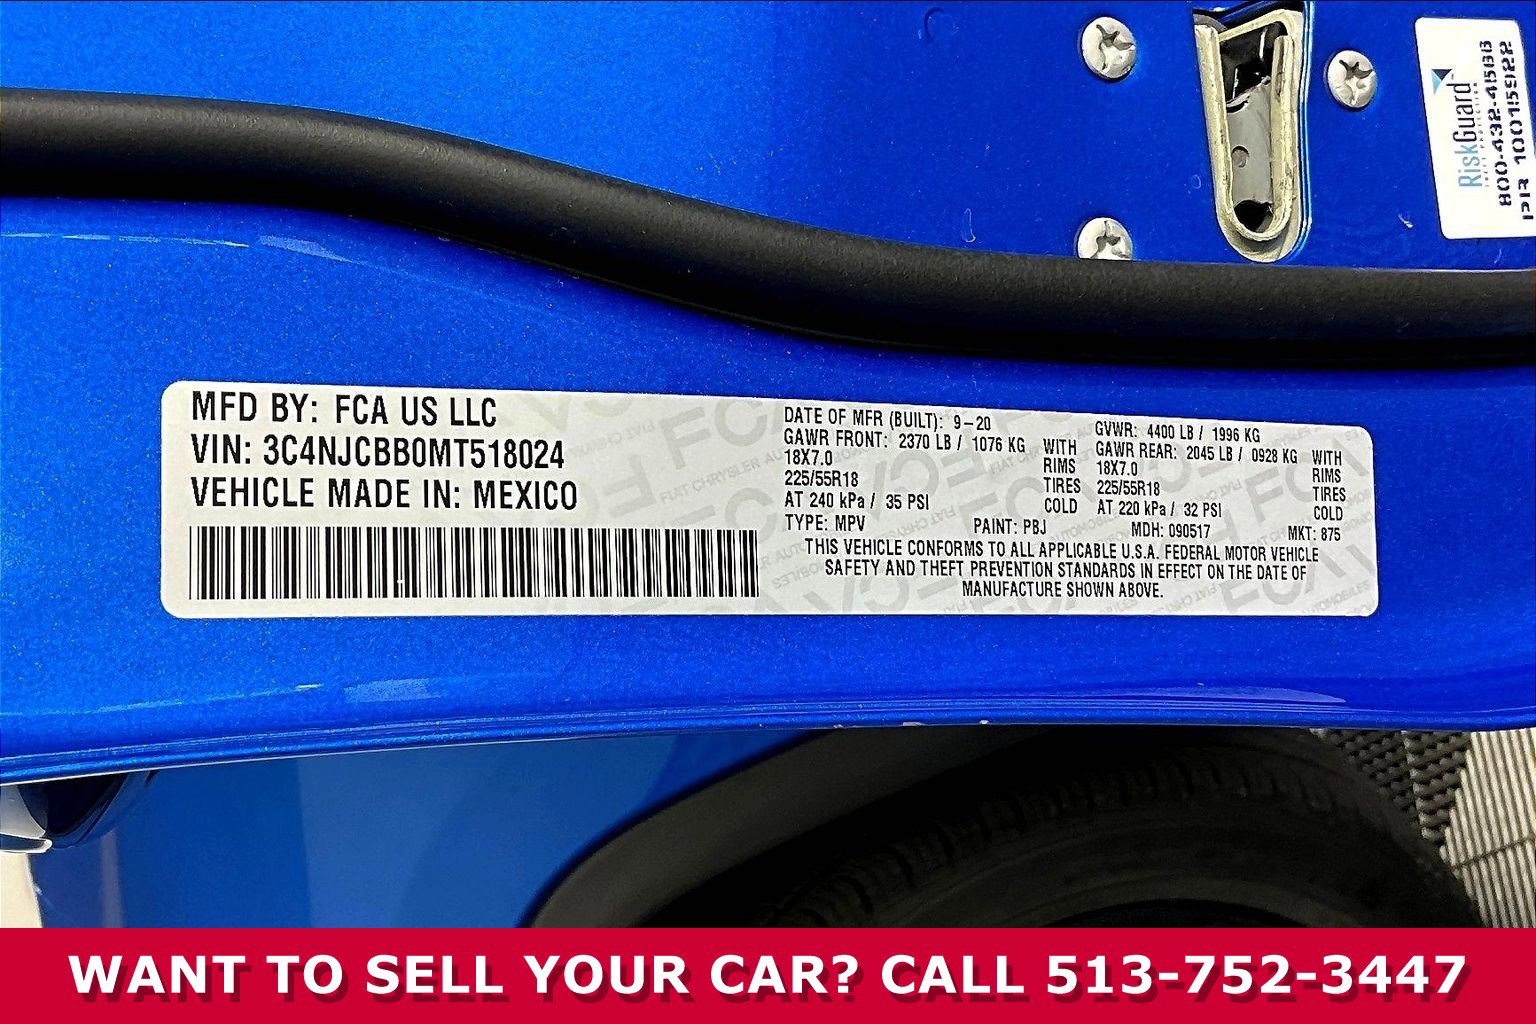 RiskGuard
THEFT PROTECTION
800-432-4566
MFD BY: FCA US LLC
VIN: 3C4NJCBB0MT518024
VEHICLE MADE IN: MEXICO
DATE OF MFR (BUILT): 9-20
GAWR FRONT: 2370 LB / 1076 KG WITH
18X7.0 RIMS
225/55R18 TIRES
AT 240 kPa / 35 PSI COLD
GVWR: 4400 LB / 1996 KG
GAWR REAR: 2045 LB / 0928 KG WITH
18X7.0 RIMS
225/55R18 TIRES
AT 220 kPa / 32 PSI COLD
TYPE: MPV PAINT: PBJ MDH: 090517 MKT: 875
THIS VEHICLE CONFORMS TO ALL APPLICABLE U.S.A. FEDERAL MOTOR VEHICLE
SAFETY AND THEFT PREVENTION STANDARDS IN EFFECT ON THE DATE OF
MANUFACTURE SHOWN ABOVE.
WANT TO SELL YOUR CAR? CALL 513-752-3447